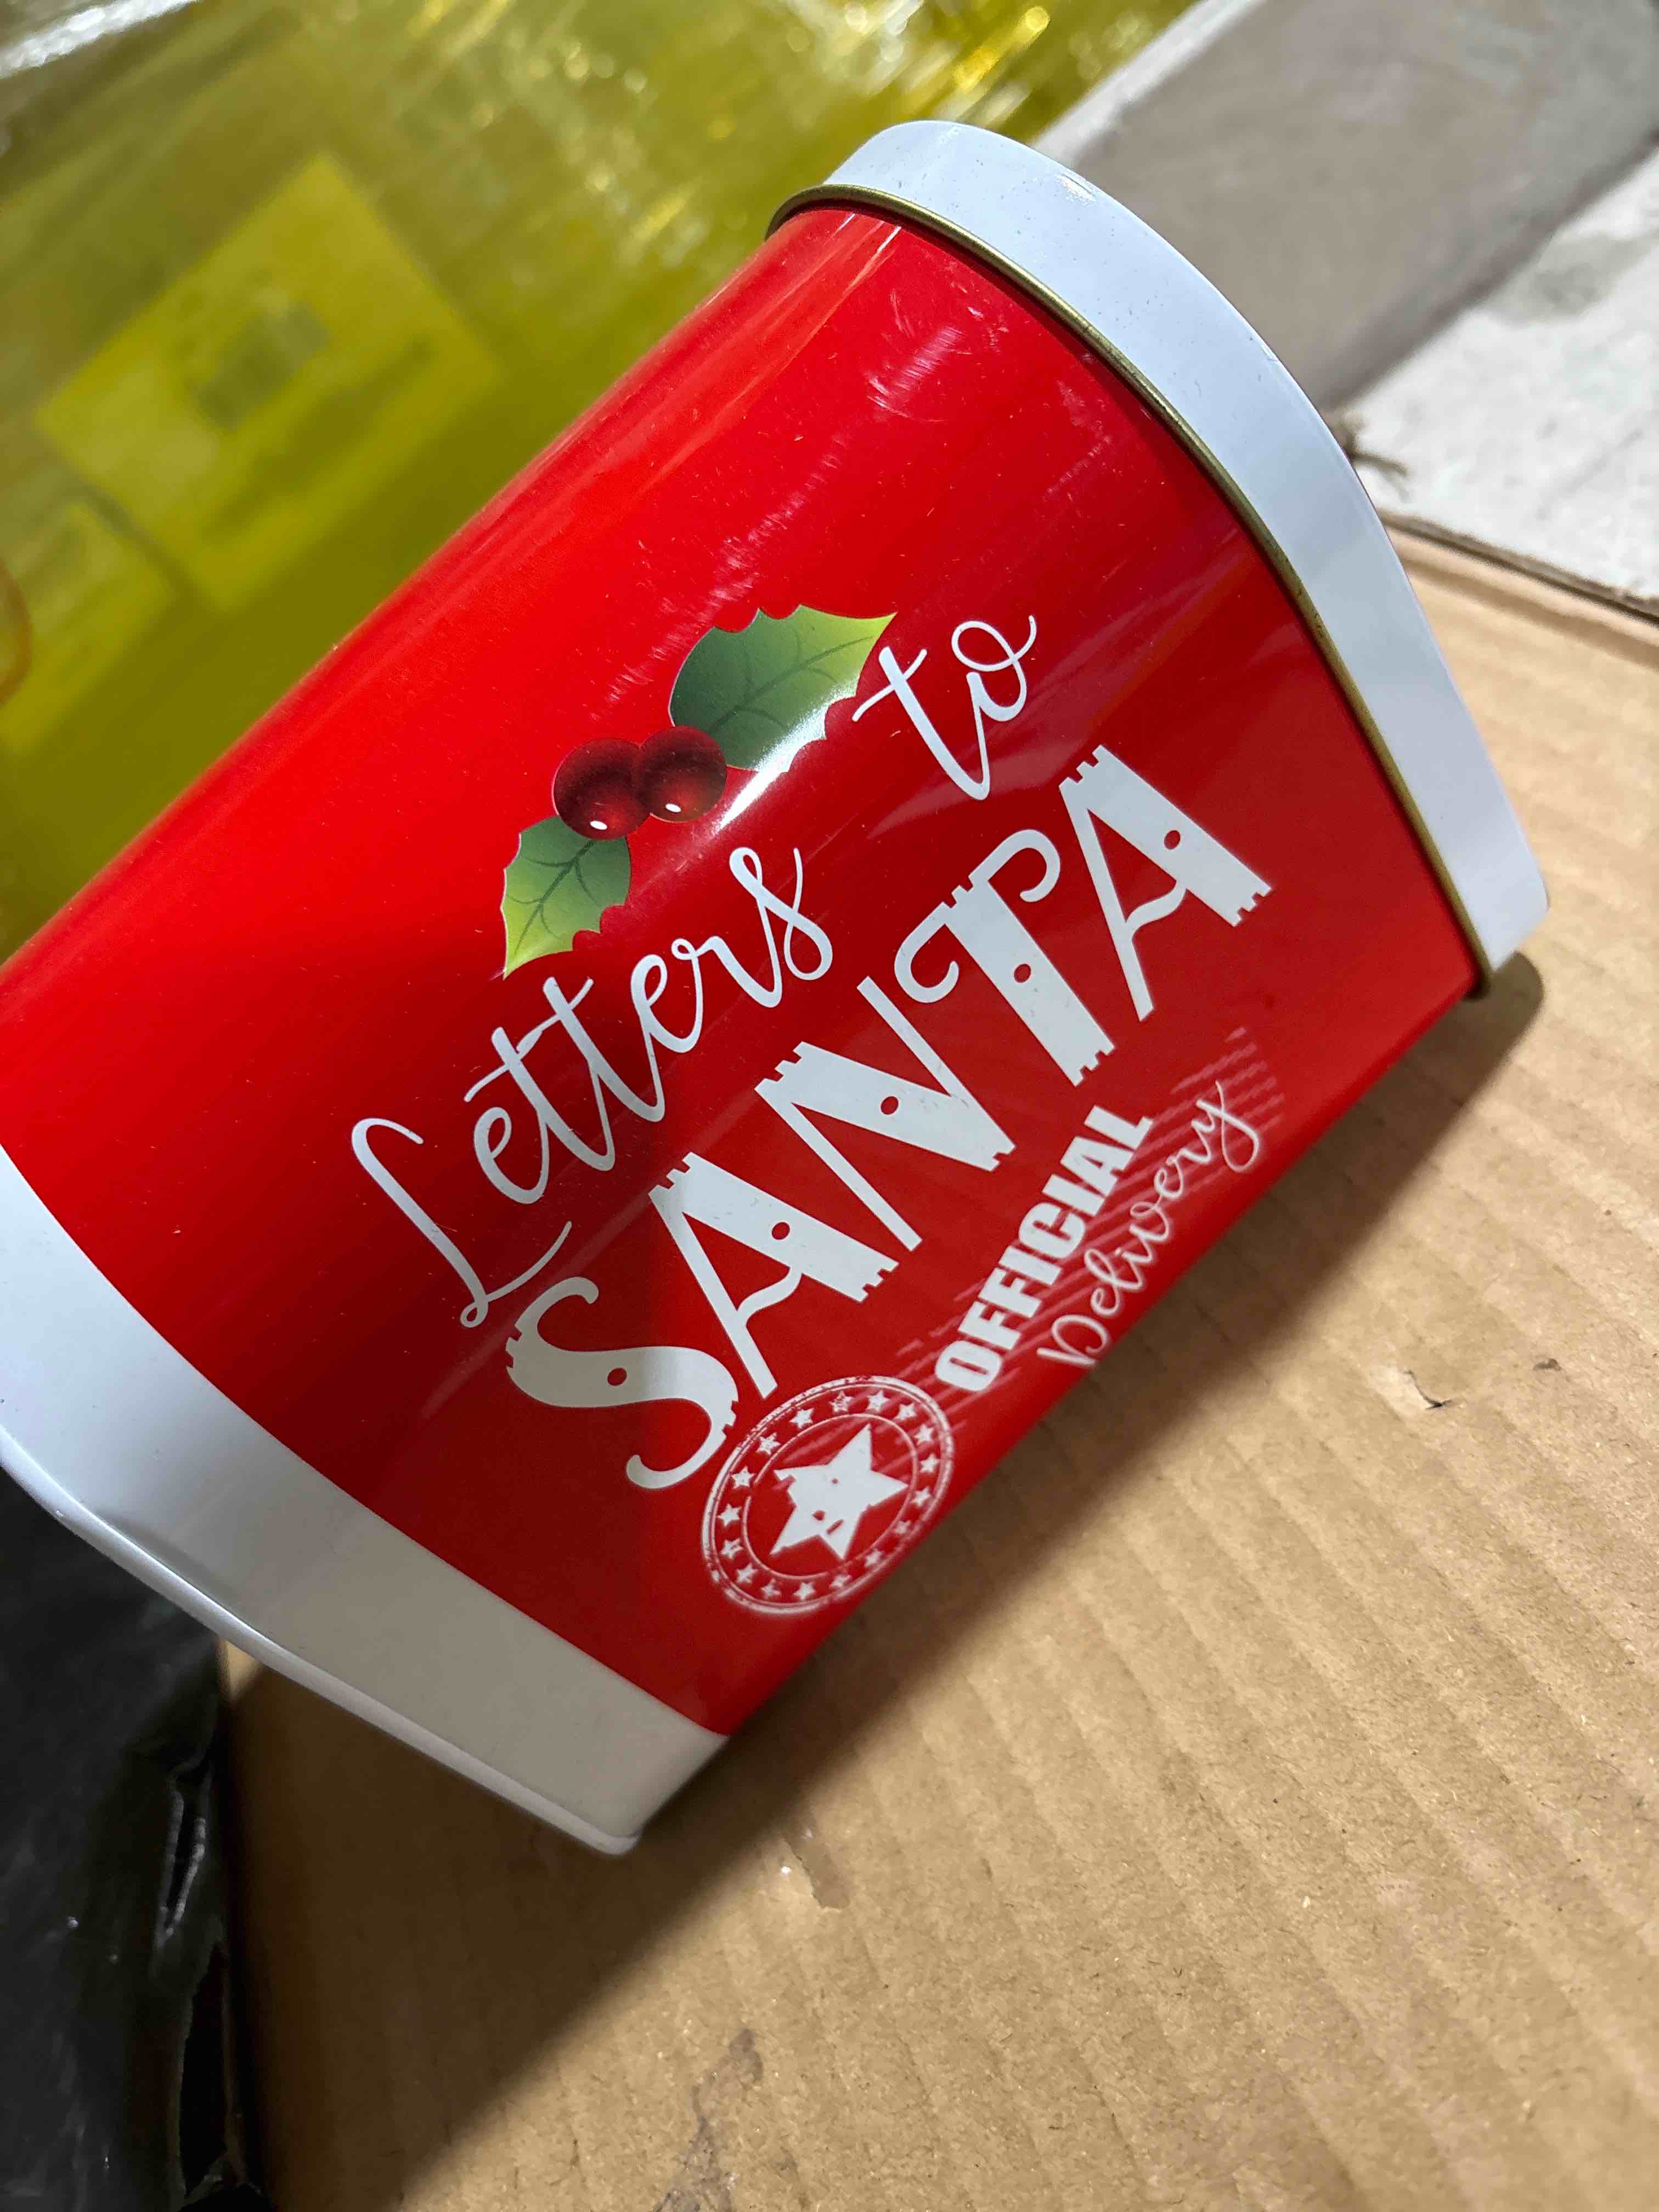 Letters to
SANTA
OFFICIAL
Delivery